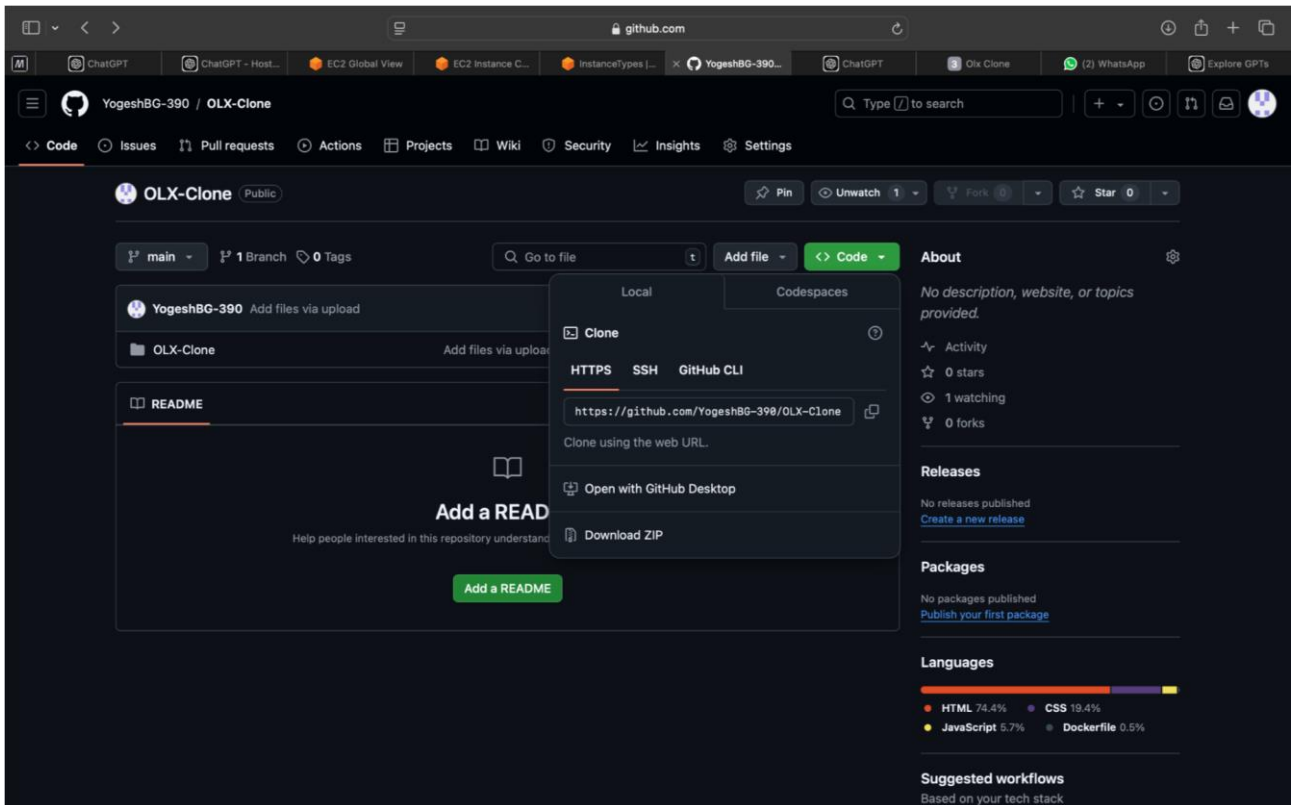 github.com
ChatGPT
ChatGPT – Host...
EC2 Global View
EC2 Instance C...
InstanceTypes |...
YogeshBG-390...
ChatGPT
3 Olx Clone
(2) WhatsApp
Explore GPTs
YogeshBG-390 / OLX-Clone
Type / to search
Code
Issues
Pull requests
Actions
Projects
Wiki
Security
Insights
Settings
OLX-Clone Public
Pin
Unwatch 1
Fork 0
Star 0
main
1 Branch
0 Tags
Go to file
t
Add file
Code
YogeshBG-390 Add files via upload
OLX-Clone
Add files via upload
README
Add a READ
Help people interested in this repository understand
Add a README
Local
Codespaces
Clone
HTTPS
SSH
GitHub CLI
https://github.com/YogeshBG-390/OLX-Clone
Clone using the web URL.
Open with GitHub Desktop
Download ZIP
About
No description, website, or topics
provided.
Activity
0 stars
1 watching
0 forks
Releases
No releases published
Create a new release
Packages
No packages published
Publish your first package
Languages
HTML 74.4%
CSS 19.4%
JavaScript 5.7%
Dockerfile 0.5%
Suggested workflows
Based on your tech stack